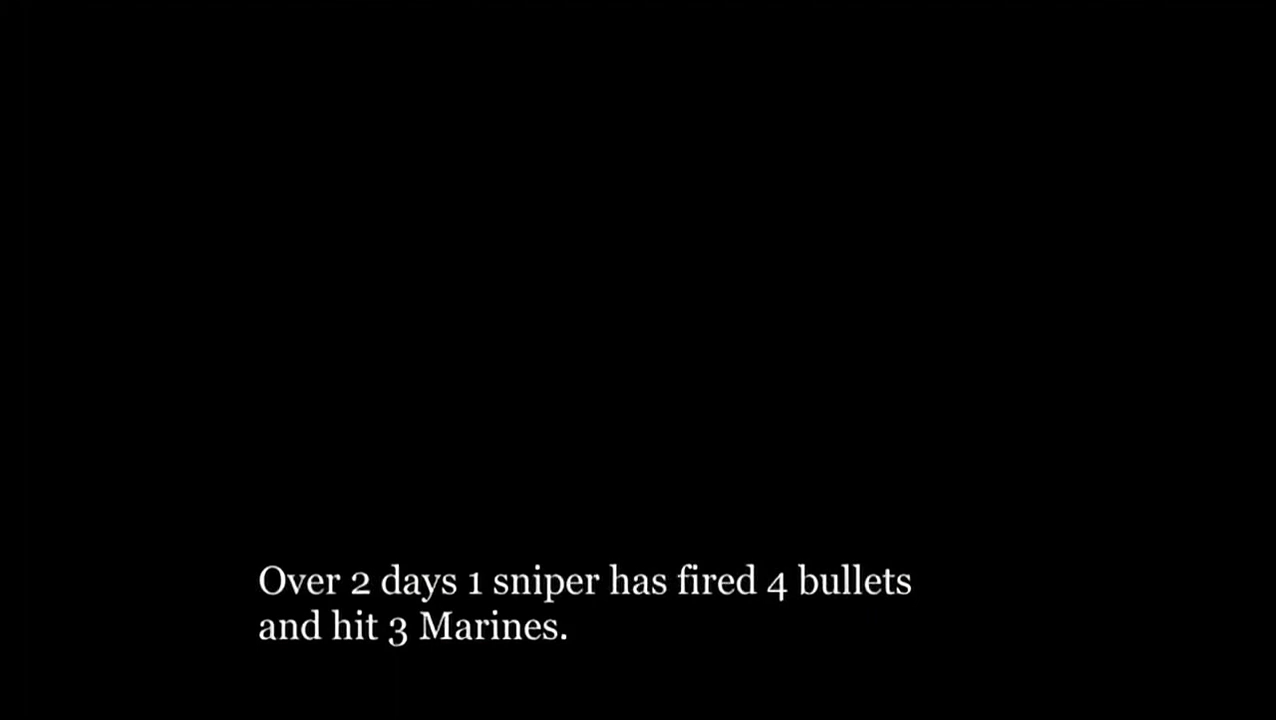 Over 2 days 1 sniper has fired 4 bullets
and hit 3 Marines.